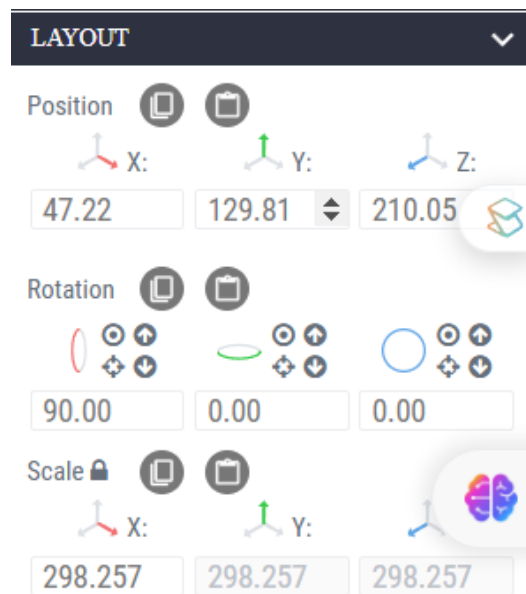 LAYOUT
Position
X: Y: Z:
47.22 129.81 210.05
Rotation
90.00 0.00 0.00
Scale
X: Y:
298.257 298.257 298.257